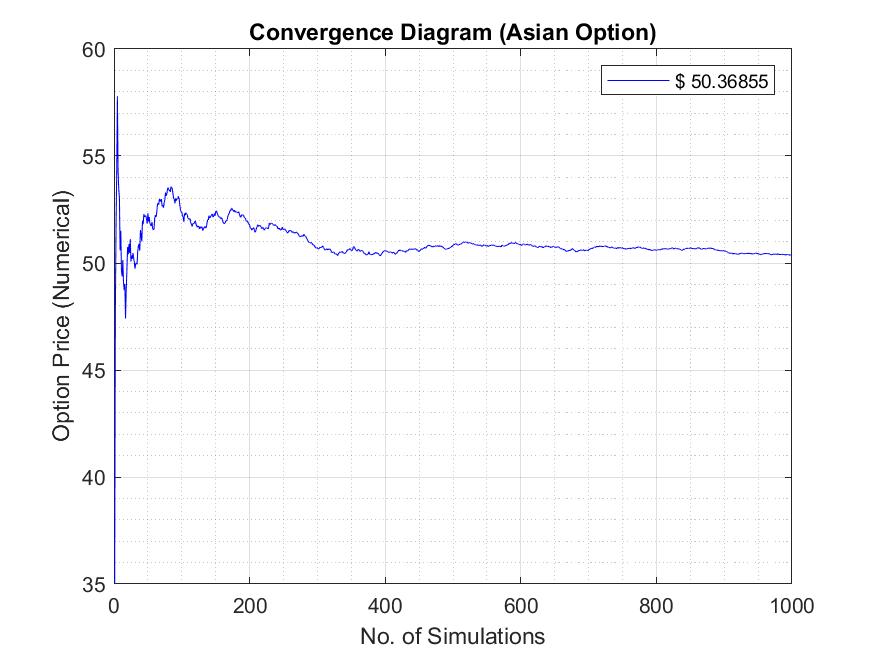 Convergence Diagram (Asian Option)
$ 50.36855
60
55
50
45
40
35
Option Price (Numerical)
0 200 400 600 800 1000
No. of Simulations